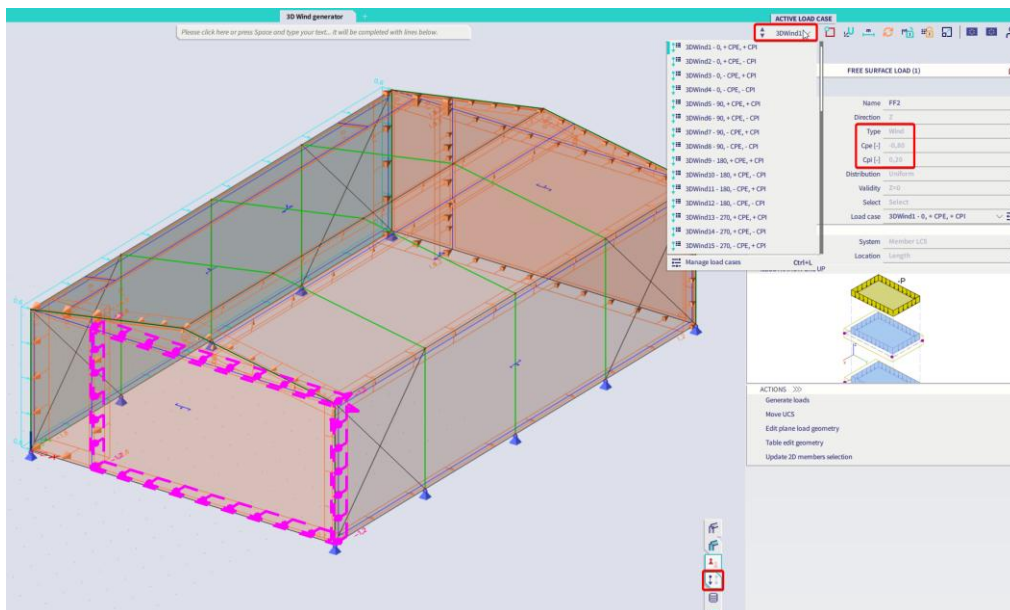 3D Wind generator
ACTIVE LOAD CASE
Please click here or press Space and type your text... It will be completed with lines below.
3DWind1
3DWind1 - 0, + CPE, + CPI
3DWind2 - 0, + CPE, - CPI
3DWind3 - 0, - CPE, + CPI
3DWind4 - 0, - CPE, - CPI
3DWind5 - 90, + CPE, + CPI
3DWind6 - 90, + CPE, - CPI
3DWind7 - 90, - CPE, + CPI
3DWind8 - 90, - CPE, - CPI
3DWind9 - 180, + CPE, + CPI
3DWind10 - 180, + CPE, - CPI
3DWind11 - 180, - CPE, + CPI
3DWind12 - 180, - CPE, - CPI
3DWind13 - 270, + CPE, + CPI
3DWind14 - 270, + CPE, - CPI
3DWind15 - 270, - CPE, + CPI
Manage load cases Ctrl+L
FREE SURFACE LOAD (1)
Name FF2
Direction Z
Type Wind
Cpe [-] -0,80
Cpi [-] 0,20
Distribution Uniform
Validity Z=0
Select Select
Load case 3DWind1 - 0, + CPE, + CPI
System Member LCS
Location Length
UP
-P
ACTIONS
Generate loads
Move UCS
Edit plane load geometry
Table edit geometry
Update 2D members selection